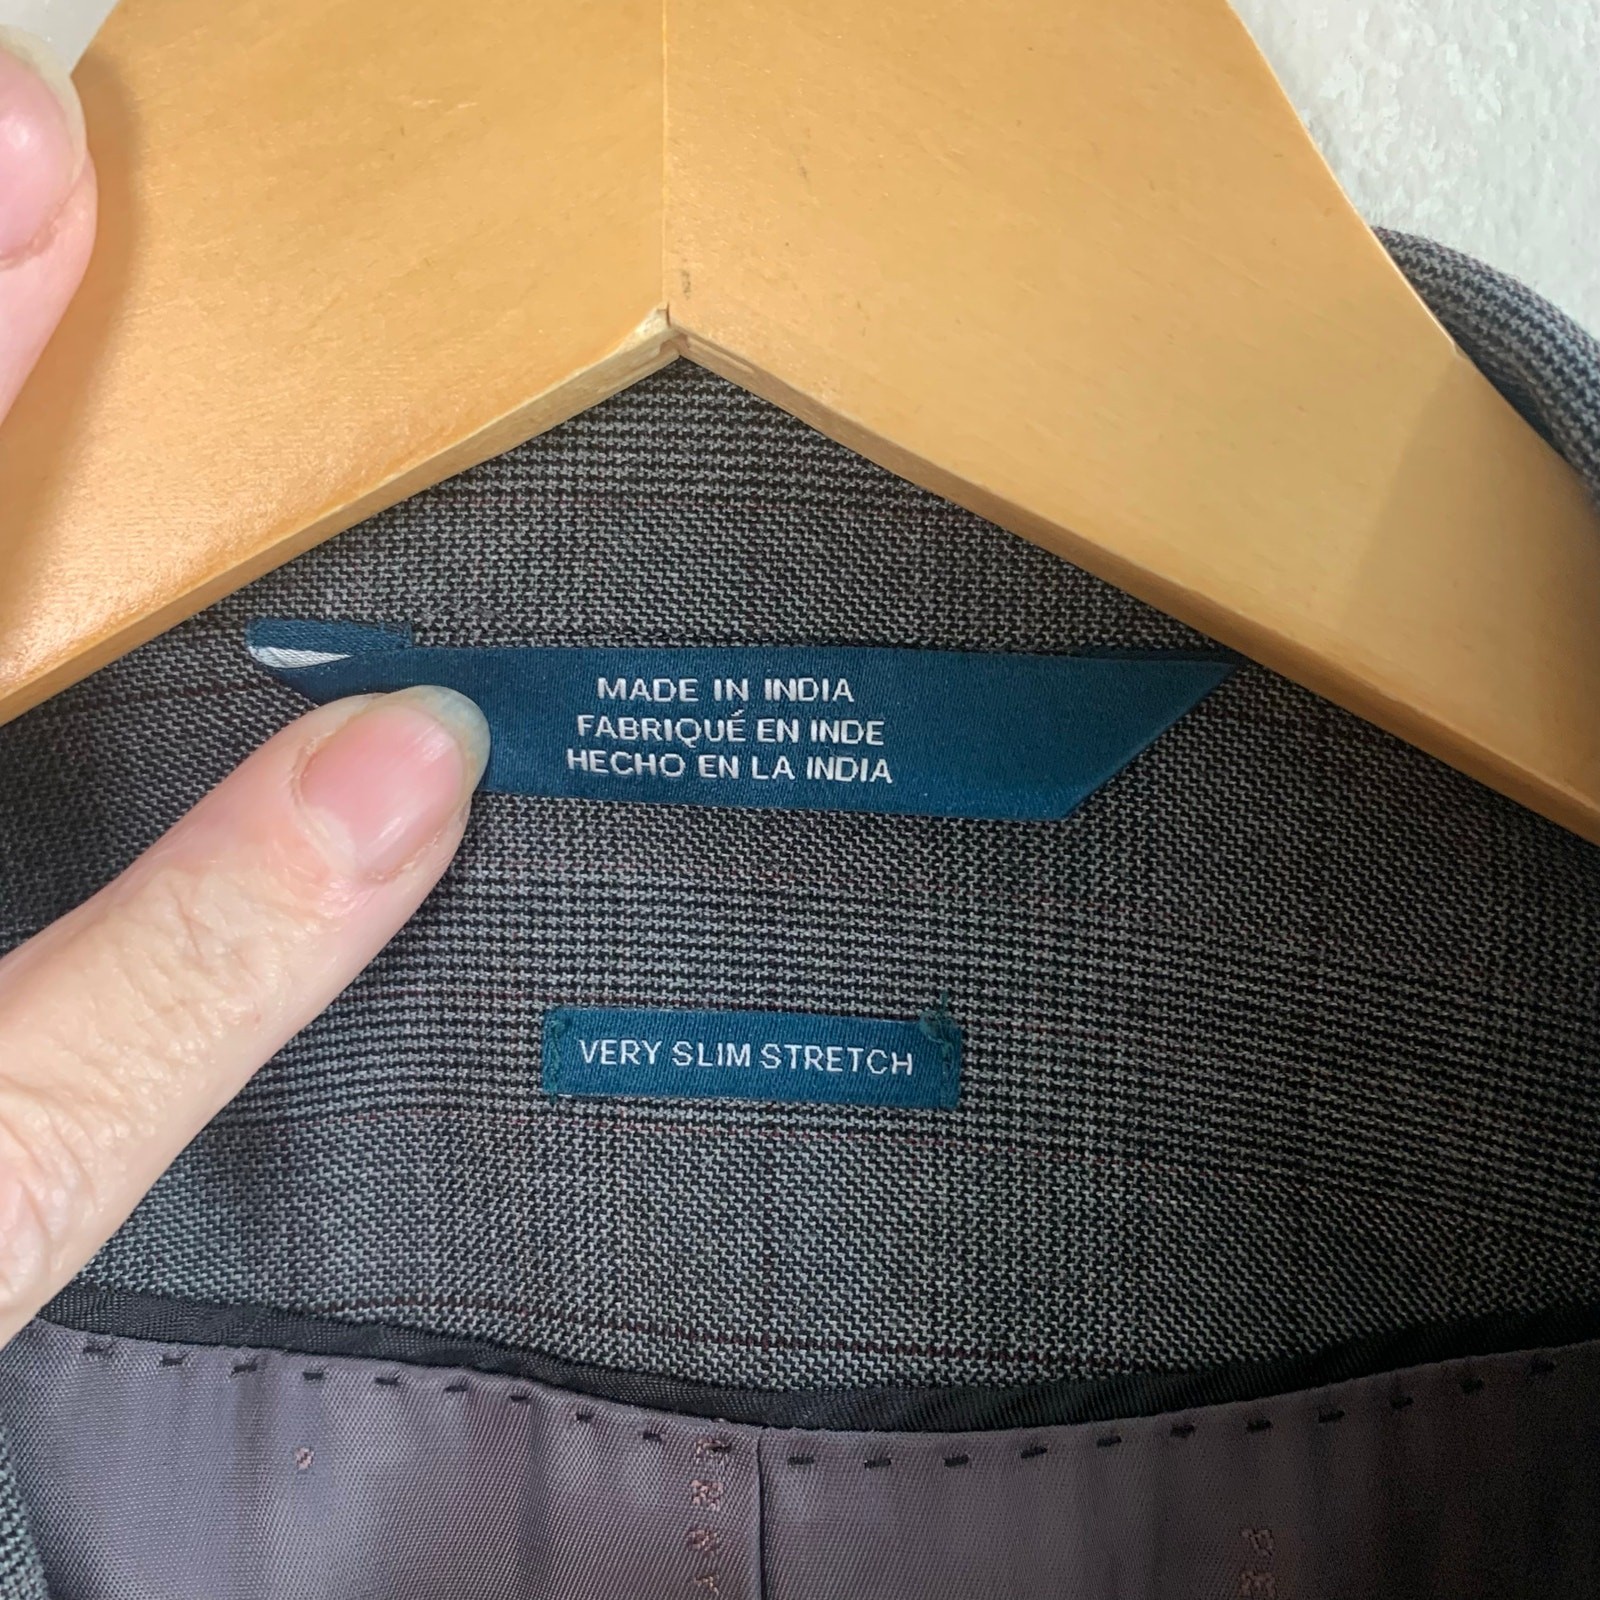 MADE IN INDIA
FABRIQUÉ EN INDE
HECHO EN LA INDIA
VERY SLIM STRETCH